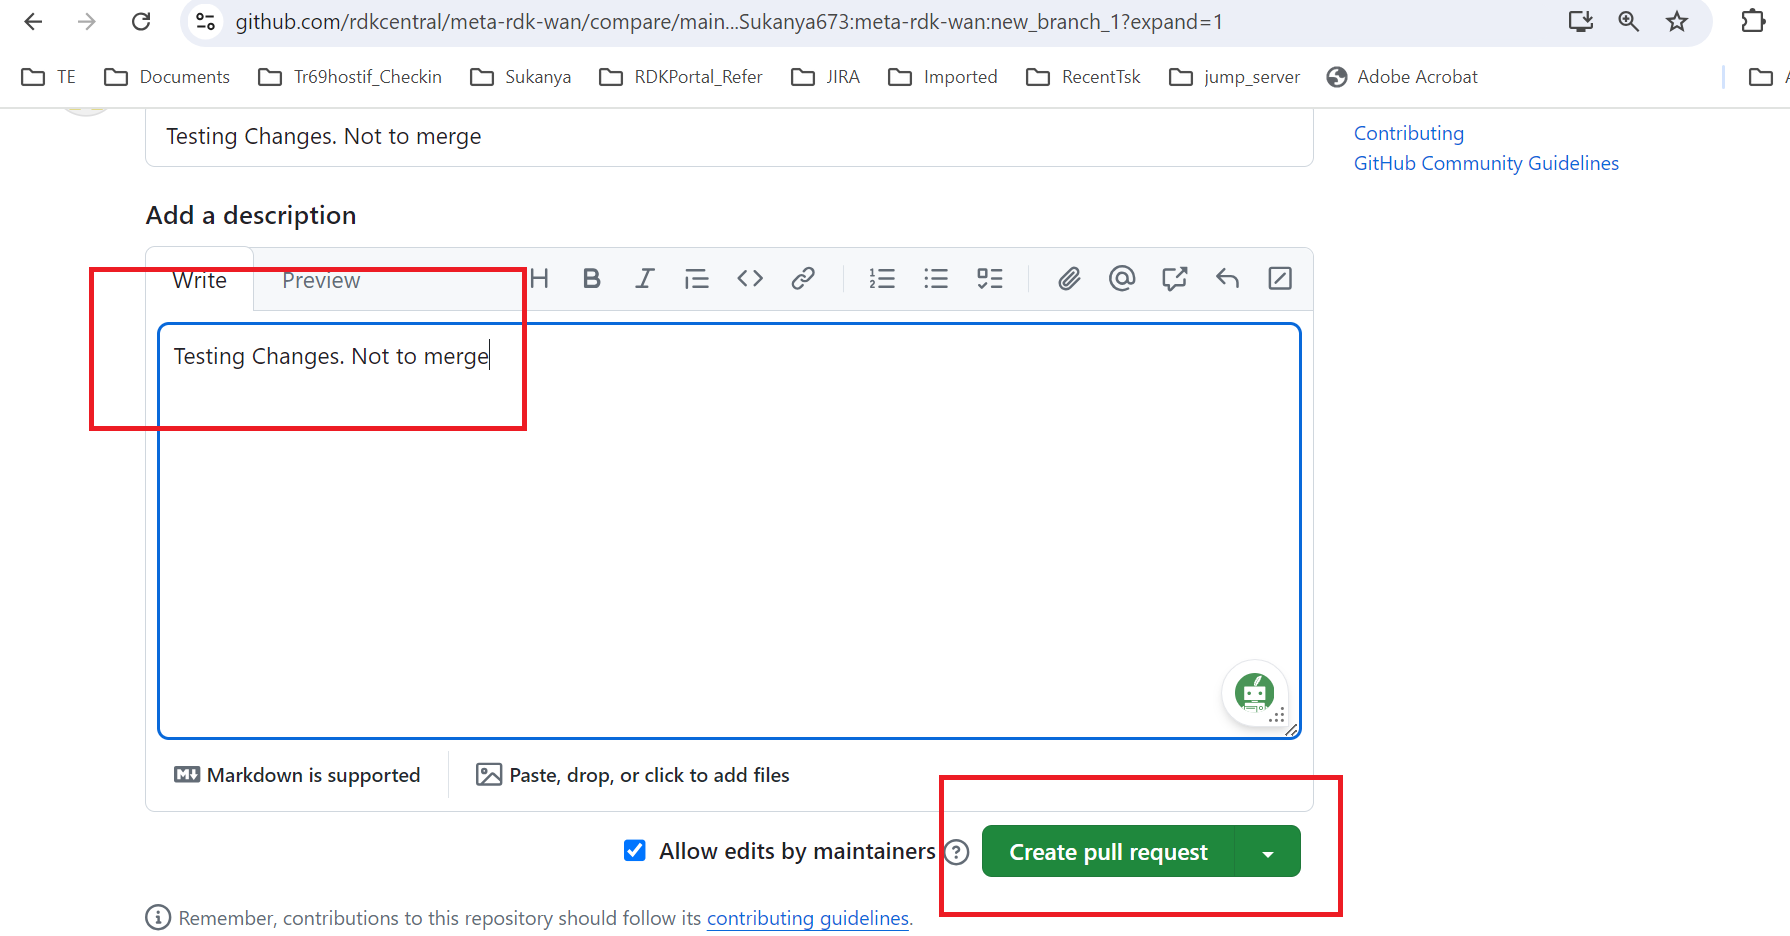 github.com/rdkcentral/meta-rdk-wan/compare/main...Sukanya673:meta-rdk-wan:new_branch_1?expand=1
TE Documents Tr69hostif_Checkin Sukanya RDKPortal_Refer JIRA Imported RecentTsk jump_server Adobe Acrobat
Testing Changes. Not to merge
Contributing
GitHub Community Guidelines
Add a description
Write Preview
Testing Changes. Not to merge
Markdown is supported Paste, drop, or click to add files
Allow edits by maintainers Create pull request
Remember, contributions to this repository should follow its contributing guidelines.